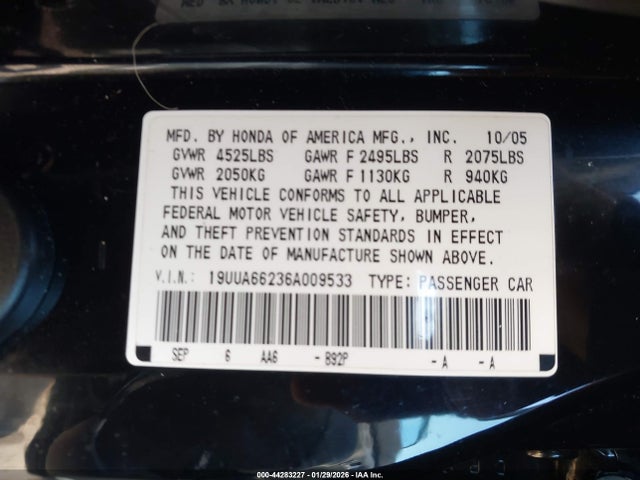 MFD. BY HONDA OF AMERICA MFG., INC. 10/05
GVWR 4525LBS GAWR F 2495LBS R 2075LBS
GVWR 2050KG GAWR F 1130KG R 940KG
THIS VEHICLE CONFORMS TO ALL APPLICABLE
FEDERAL MOTOR VEHICLE SAFETY, BUMPER,
AND THEFT PREVENTION STANDARDS IN EFFECT
ON THE DATE OF MANUFACTURE SHOWN ABOVE.
V.I.N.: 19UUA66236A009533 TYPE: PASSENGER CAR
SEP 6 AA6 - B92P - A - A
000-44283227 - 01/29/2026 - IAAI.CA